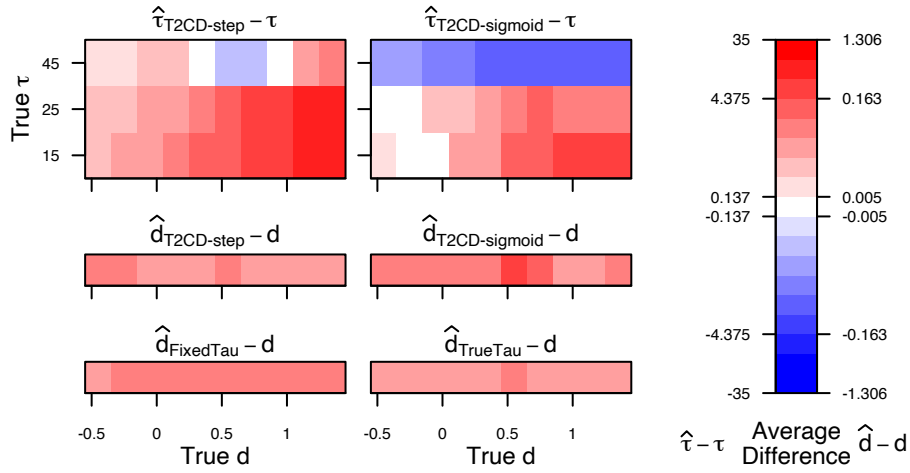 τ̂T2CD-step − τ
τ̂T2CD-sigmoid − τ
True τ
45
25
15
-0.5 0 0.5 1
-0.5 0 0.5 1
d̂T2CD-step − d
d̂T2CD-sigmoid − d
d̂FixedTau − d
d̂TrueTau − d
True d
True d
35 1.306
4.375 0.163
0.137 0.005
-0.137 -0.005
-4.375 -0.163
-35 -1.306
τ̂ − τ Average Difference d̂ − d